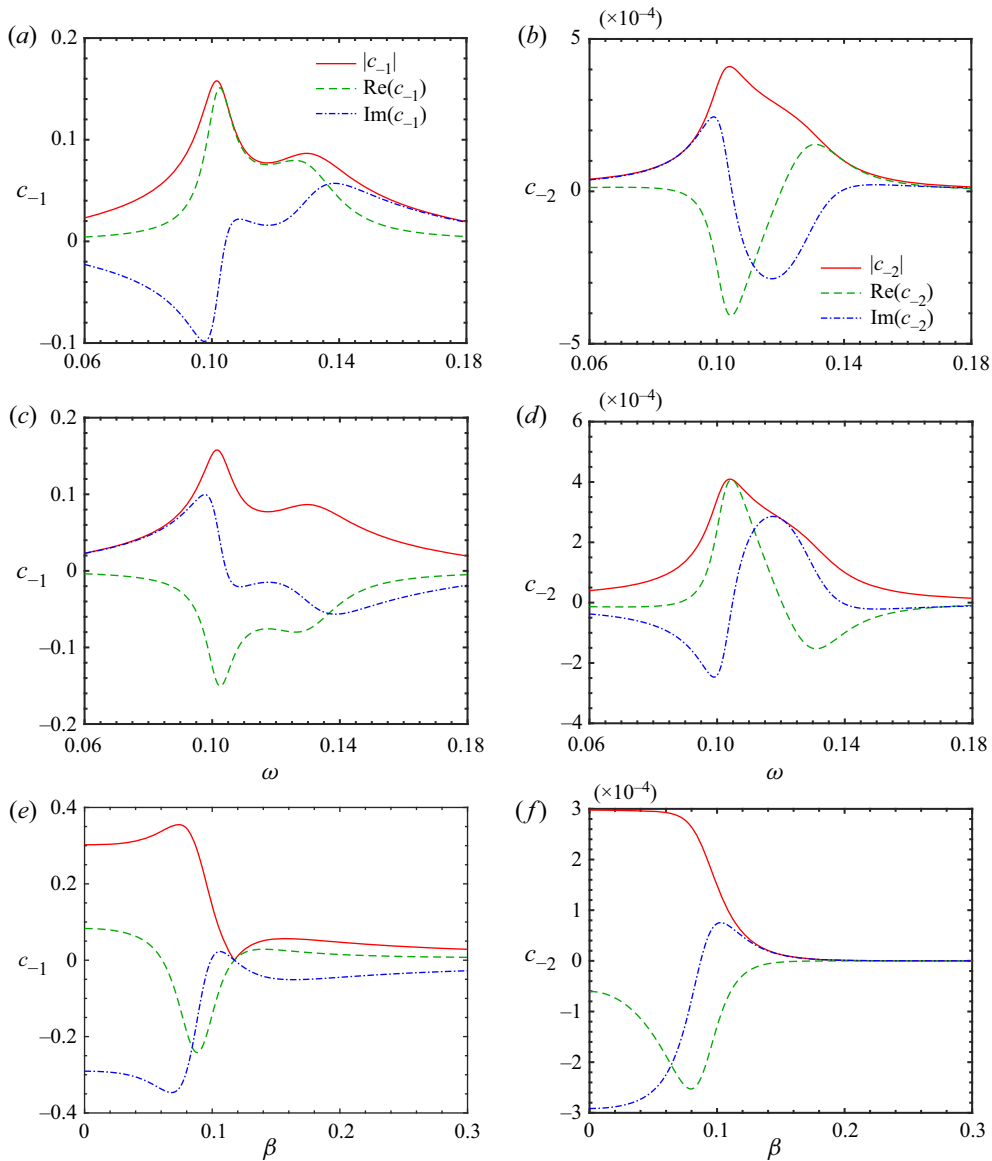 (a)
0.2
0.1
0
–0.1
c–1
|c–1|
Re(c–1)
Im(c–1)
0.06
0.10
0.14
0.18
(b)
(×10–4)
5
0
–5
c–2
|c–2|
Re(c–2)
Im(c–2)
0.06
0.10
0.14
0.18
(c)
0.2
0.1
0
–0.1
–0.2
c–1
0.06
0.10
0.14
0.18
ω
(d)
(×10–4)
6
4
2
0
–2
–4
c–2
0.06
0.10
0.14
0.18
ω
(e)
0.4
0.2
0
–0.2
–0.4
c–1
0
0.1
0.2
0.3
β
(f)
(×10–4)
3
2
1
0
–1
–2
–3
c–2
0
0.1
0.2
0.3
β